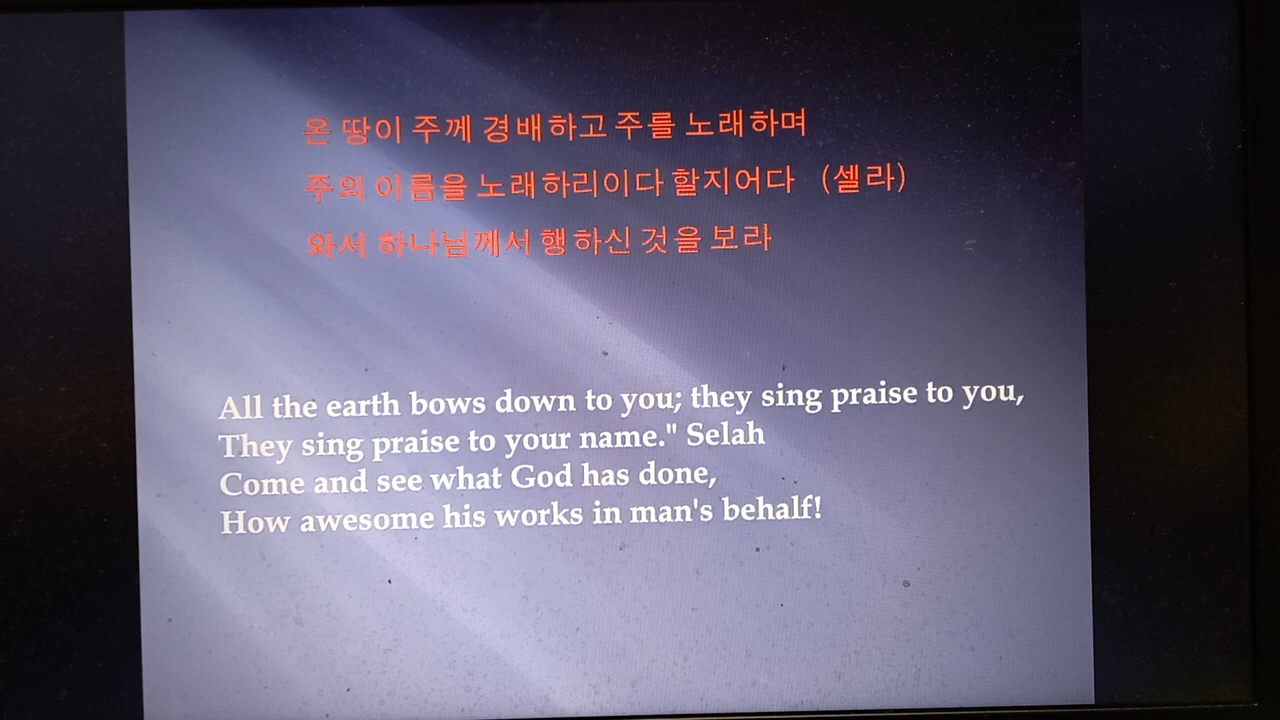 온 땅이 주께 경배하고 주를 노래하며
주의 이름을 노래하리이다 할지어다 (셀라)
와서 하나님께서 행하신 것을 보라
All the earth bows down to you; they sing praise to you,
They sing praise to your name." Selah
Come and see what God has done,
How awesome his works in man's behalf!